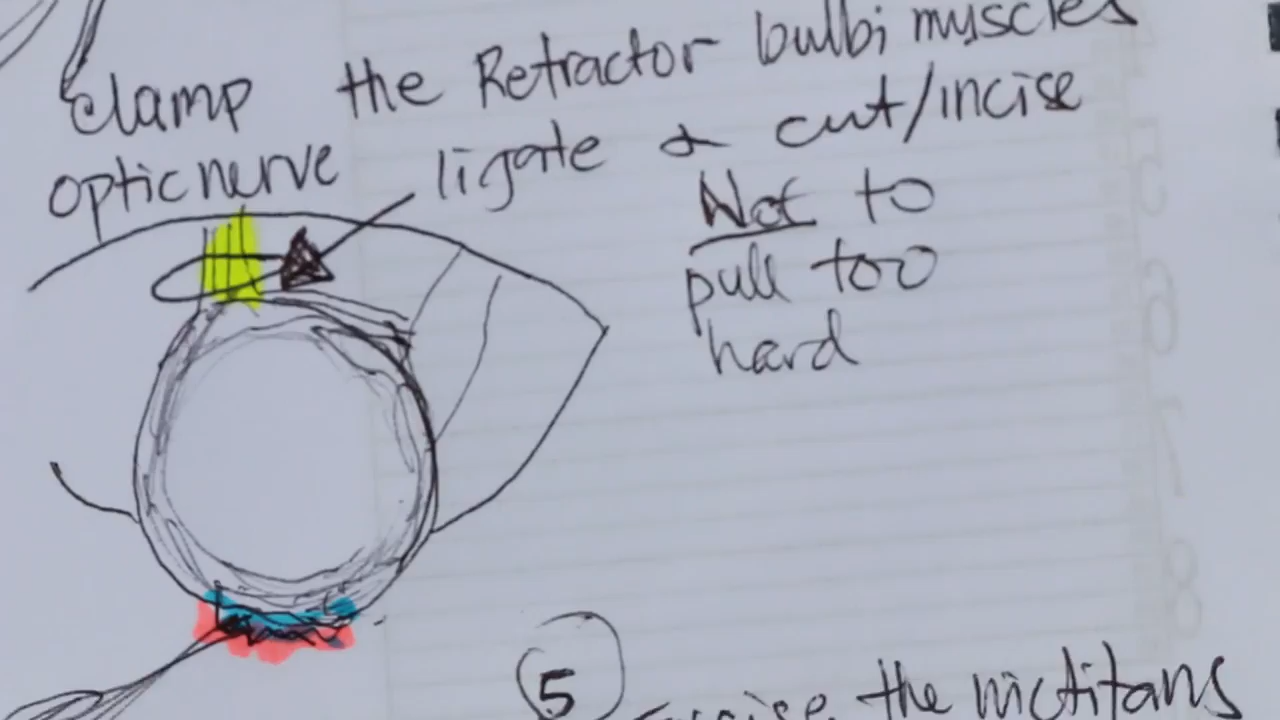 clamp the Retractor bulbi muscles
optic nerve ligate & cut/incise
Not to
pull too
hard
5
the nictitans